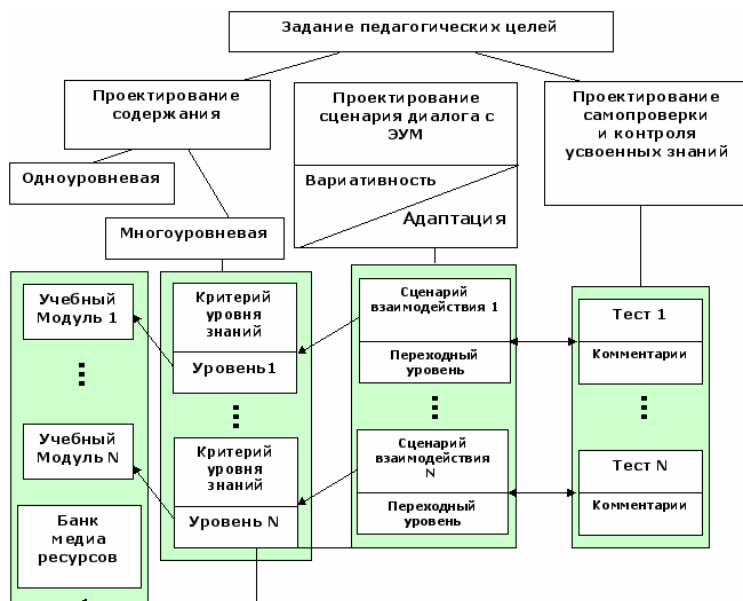 Задание педагогических целей
Проектирование
содержания
Проектирование
сценария диалога с
ЭУМ
Проектирование
самопроверки
и контроля
усвоенных знаний
Одноуровневая
Вариативность
Адаптация
Многоуровневая
Учебный
Модуль 1
Критерий
уровня
знаний
Уровень1
Сценарий
взаимодействия 1
Переходный
уровень
Тест 1
Комментарии
Учебный
Модуль N
Критерий
уровня
знаний
Уровень N
Сценарий
взаимодействия
N
Переходный
уровень
Тест N
Комментарии
Банк
медиа
ресурсов